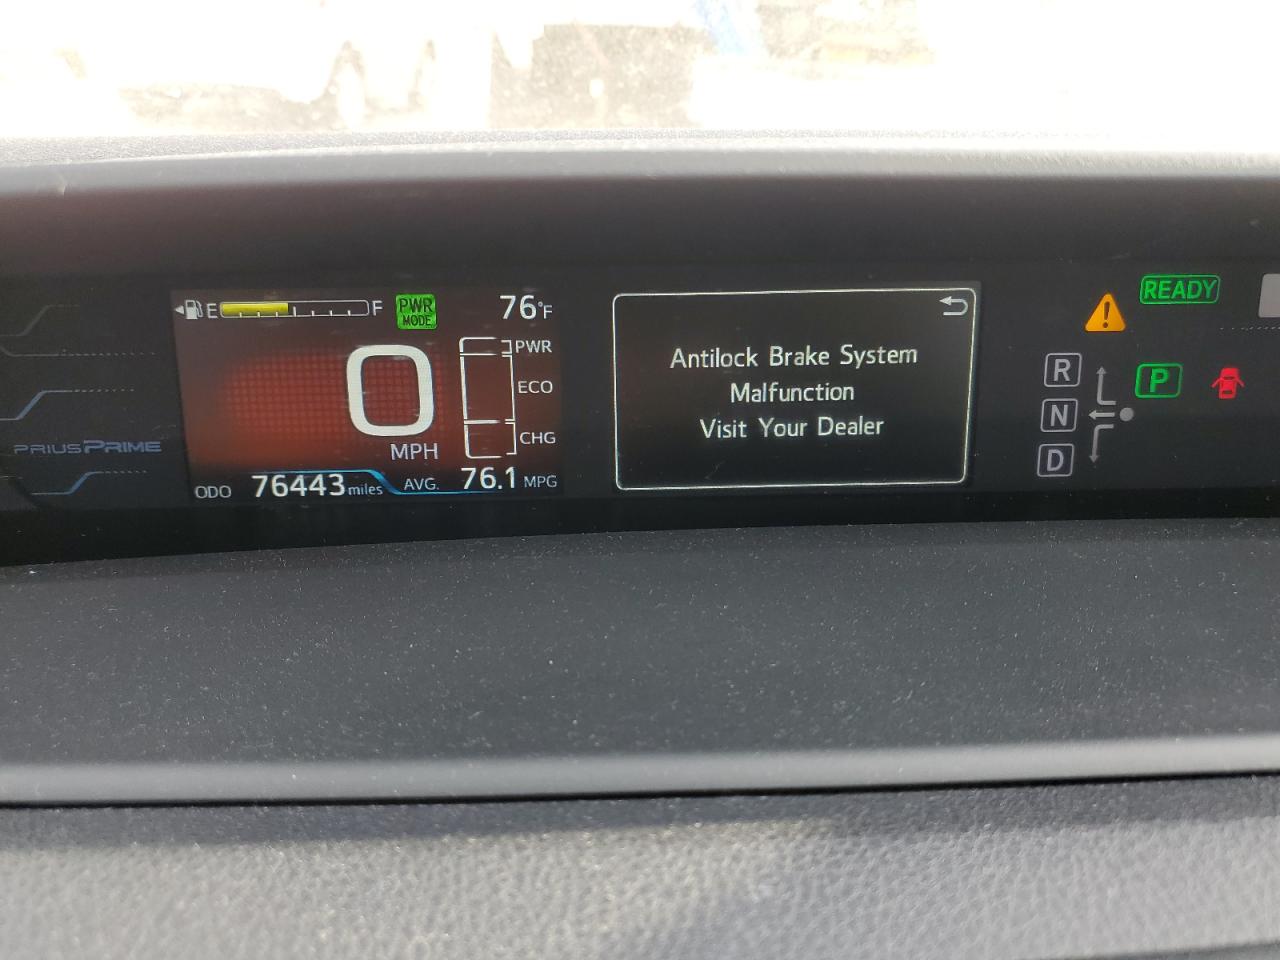 E F PWR MODE 76°F
0 MPH
PWR
ECO
CHG
ODO 76443 miles AVG. 76.1 MPG
PRIUS PRIME
Antilock Brake System
Malfunction
Visit Your Dealer
READY
R
N
D
P